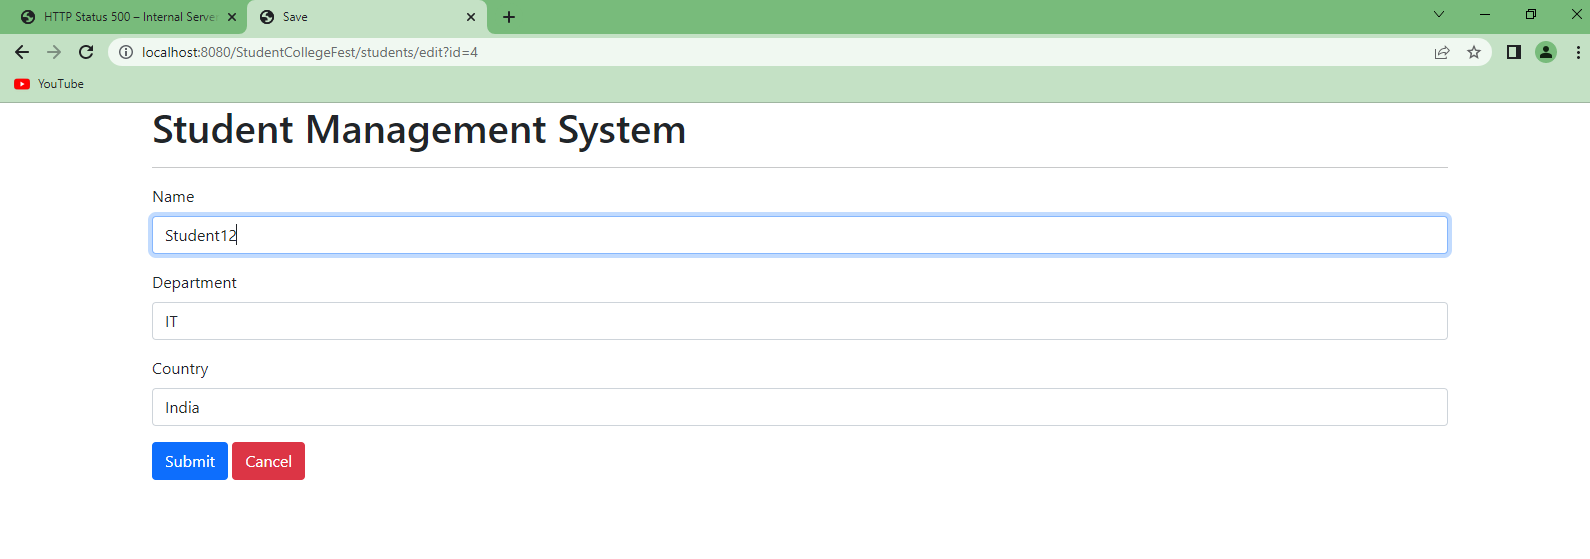 HTTP Status 500 – Internal Server
Save
localhost:8080/StudentCollegeFest/students/edit?id=4
YouTube
Student Management System
Name
Student12
Department
IT
Country
India
Submit Cancel